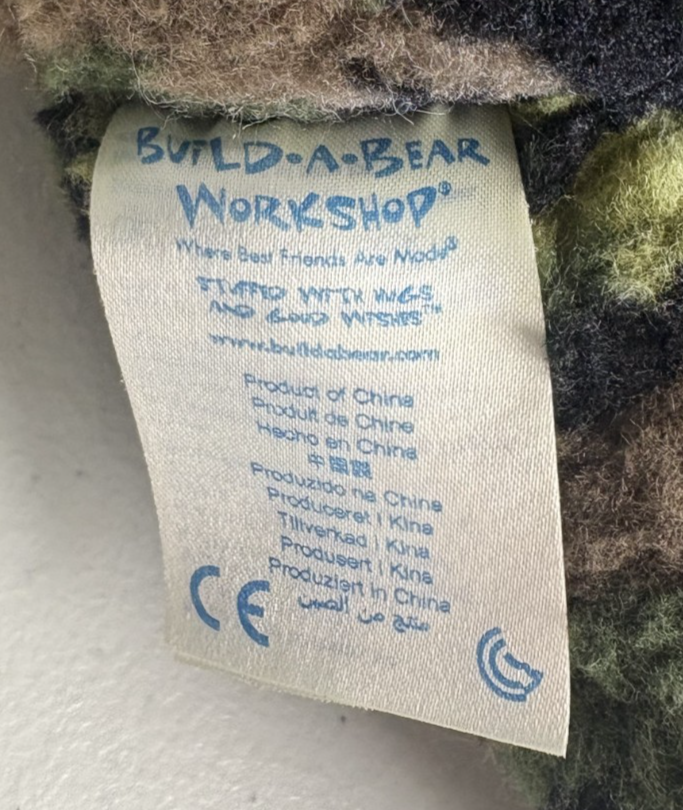 BUILD-A-BEAR
WORKSHOP®
Where Best Friends Are Made®
STUFFED WITH HUGS
AND GOOD WISHES™
www.buildabear.com
Product of China
Produit de Chine
Hecho en China
中国製
Produzido na China
Produceret i Kina
Tillverkad i Kina
Produsert i Kina
Produziert in China
منتج من الصين
CE